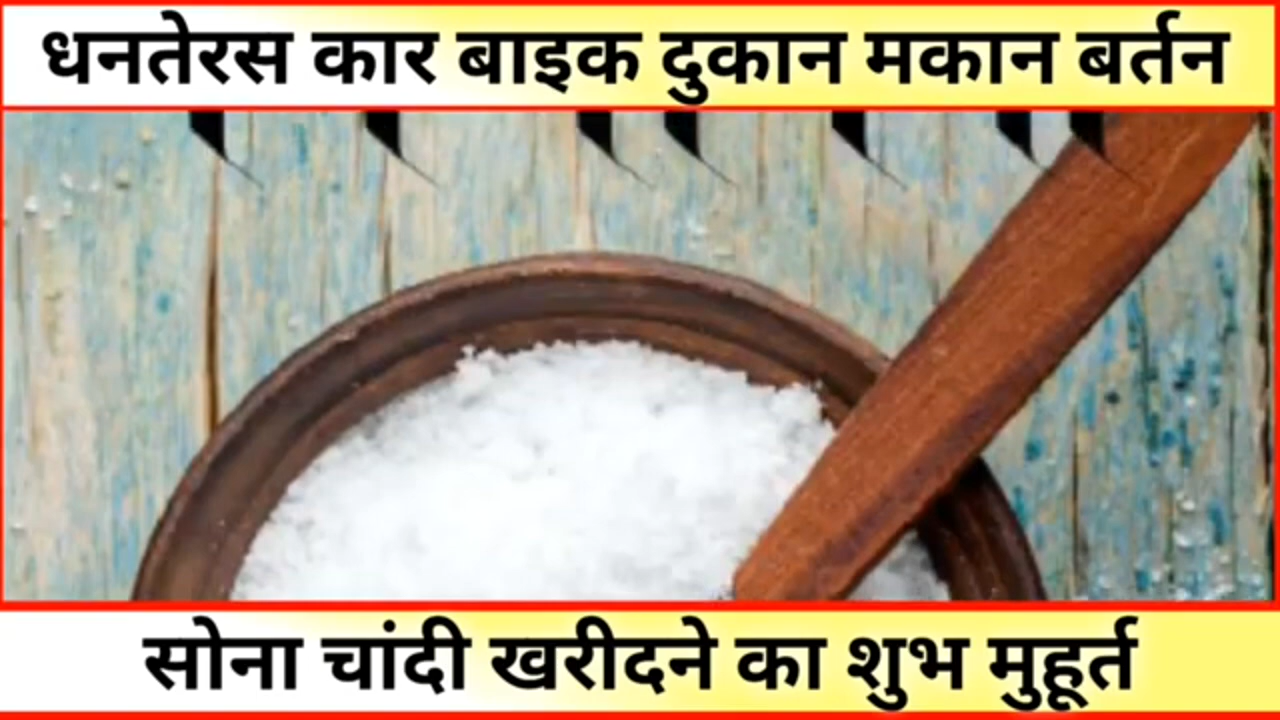 धनतेरस कार बाइक दुकान मकान बर्तन
सोना चांदी खरीदने का शुभ मुहूर्त